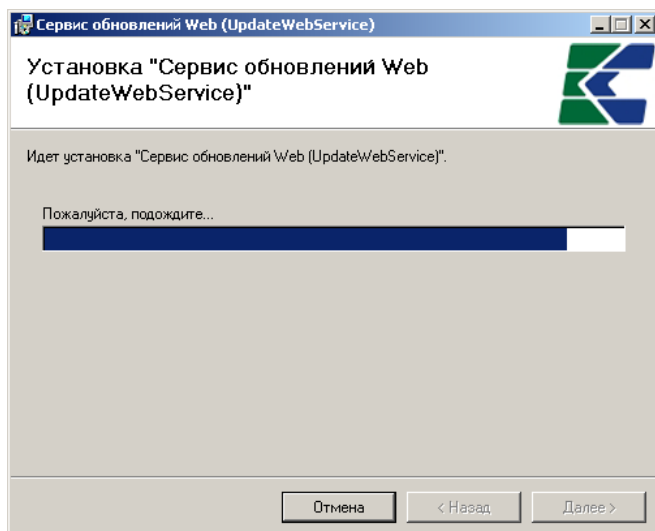 Сервис обновлений Web (UpdateWebService)
Установка "Сервис обновлений Web
(UpdateWebService)"
Идет установка "Сервис обновлений Web (UpdateWebService)".
Пожалуйста, подождите...
Отмена
< Назад
Далее >